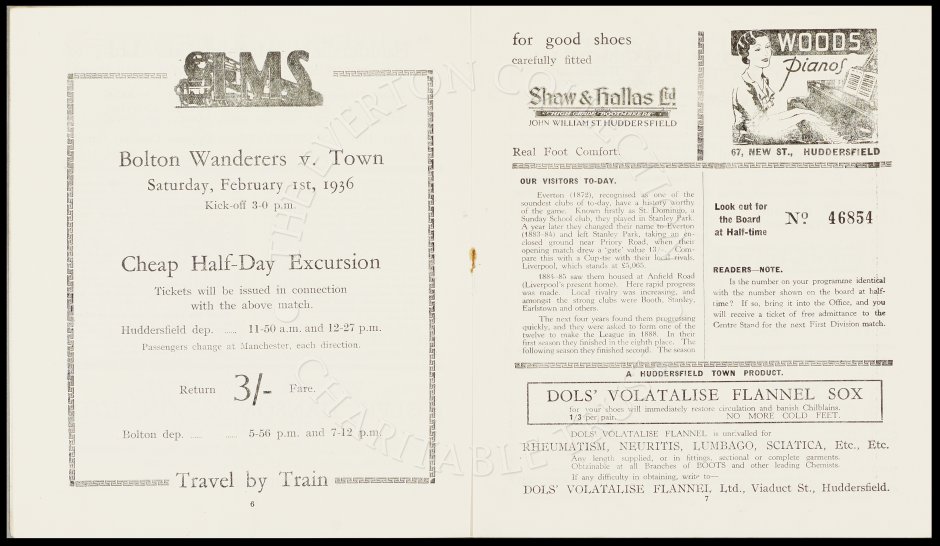 LMS
Bolton Wanderers v. Town
Saturday, February 1st, 1936
Kick-off 3-0 p.m.
Cheap Half-Day Excursion
Tickets will be issued in connection
with the above match.
Huddersfield dep. ...... 11-50 a.m. and 12-27 p.m.
Passengers change at Manchester, each direction.
Return 3/- Fare.
Bolton dep. ..... ...... 5-56 p.m. and 7-12 p.m.
Travel by Train
6
for good shoes
carefully fitted
Shaw & Hallas Ltd
HIGH GRADE FOOTWEAR
JOHN WILLIAM ST HUDDERSFIELD
Real Foot Comfort.
WOODS
Pianos
67, NEW ST., HUDDERSFIELD
OUR VISITORS TO-DAY.
Everton (1872), recognised as one of the
soundest clubs of to-day, have a history worthy
of the game. Known firstly as St. Domingo, a
Sunday School club, they played in Stanley Park.
A year later they changed their name to Everton
(1883-84) and left Stanley Park, taking an en-
closed ground near Priory Road, when their
opening match drew a 'gate' value 13/-. Com-
pare this with a Cup-tie with their local rivals,
Liverpool, which stands at £5,065.
1884-85 saw them housed at Anfield Road
(Liverpool's present home). Here rapid progress
was made. Local rivalry was increasing, and
amongst the strong clubs were Booth, Stanley,
Earlstown and others.
The next four years found them progressing
quickly, and they were asked to form one of the
twelve to make the League in 1888. In their
first season they finished in the eighth place. The
following season they finished second. The season
Look out for
the Board
at Half-time
No 46854
READERS—NOTE.
Is the number on your programme identical
with the number shown on the board at half-
time? If so, bring it into the Office, and you
will receive a ticket of free admittance to the
Centre Stand for the next First Division match.
A HUDDERSFIELD TOWN PRODUCT.
DOLS' VOLATALISE FLANNEL SOX
for your shoes will immediately restore circulation and banish Chilblains.
1/3 per pair. NO MORE COLD FEET.
DOLS' VOLATALISE FLANNEL is unrivalled for
RHEUMATISM, NEURITIS, LUMBAGO, SCIATICA, Etc., Etc.
Any length supplied, or in fittings, sectional or complete garments.
Obtainable at all Branches of BOOTS and other leading Chemists.
If any difficulty in obtaining, write to—
DOLS' VOLATALISE FLANNEL, Ltd., Viaduct St., Huddersfield.
7